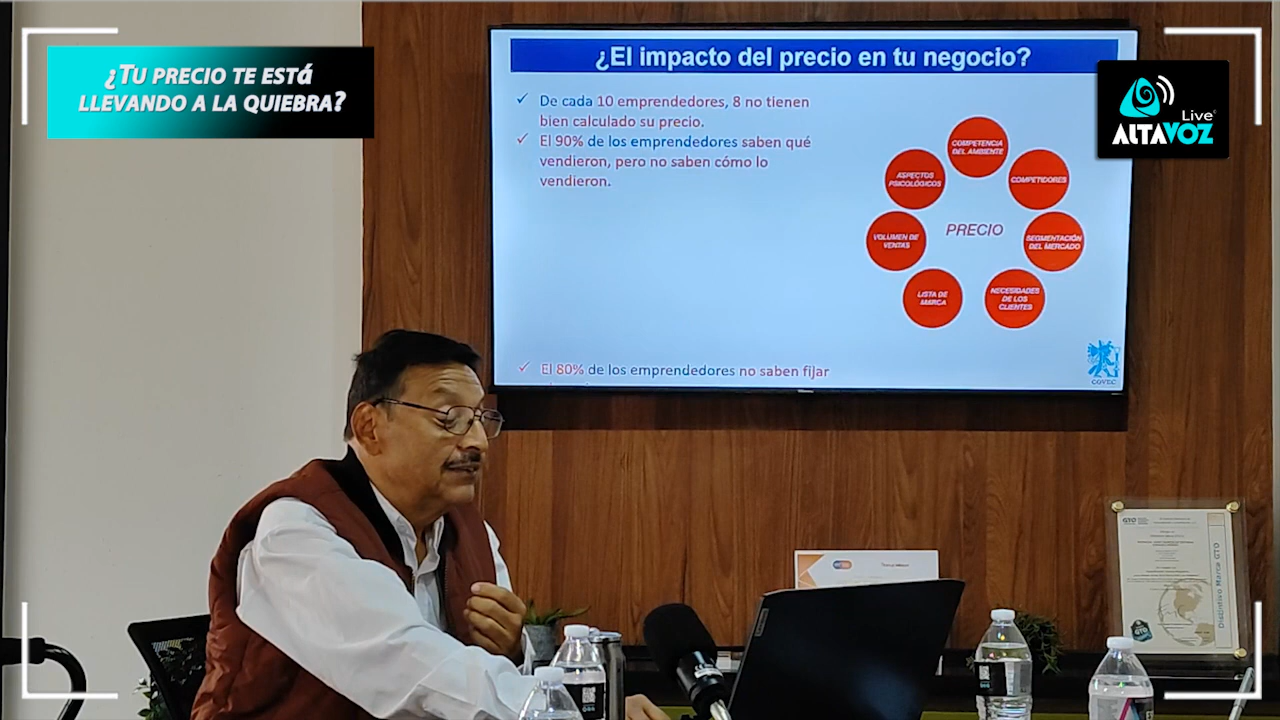 ¿TU PRECIO TE ESTá
LLEVANDO A LA QUIEBRA?
¿El impacto del precio en tu negocio?
Live
ALTAVOZ
✓ De cada 10 emprendedores, 8 no tienen
bien calculado su precio.
✓ El 90% de los emprendedores saben qué
vendieron, pero no saben cómo lo
vendieron.
✓ El 80% de los emprendedores no saben fijar
COMPETENCIA
DEL AMBIENTE
ASPECTOS
PSICOLÓGICOS
COMPETIDORES
PRECIO
VOLUMEN DE
VENTAS
SEGMENTACIÓN
DEL MERCADO
LISTA DE
MARCA
NECESIDADES
DE LOS
CLIENTES
COVEC
GTO
Distintivo Marca GTO
GTO